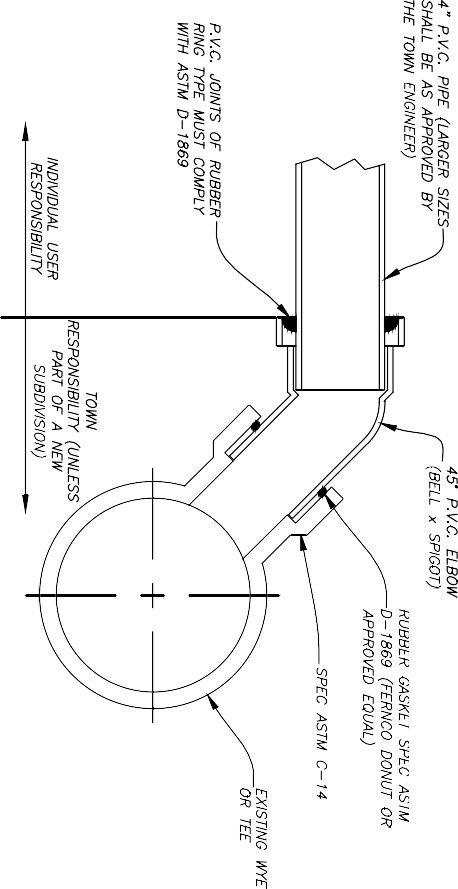 4" P.V.C. PIPE (LARGER SIZES
SHALL BE AS APPROVED BY
THE TOWN ENGINEER)
P.V.C. JOINTS OF RUBBER
RING TYPE MUST COMPLY
WITH ASTM D-1869
INDIVIDUAL USER
RESPONSIBILITY
TOWN
RESPONSIBILITY (UNLESS
PART OF A NEW
SUBDIVISION)
45° P.V.C. ELBOW
(BELL x SPIGOT)
RUBBER GASKET SPEC ASTM
D-1869 (FERNCO DONUT OR
APPROVED EQUAL)
SPEC ASTM C-14
EXISTING WYE
OR TEE